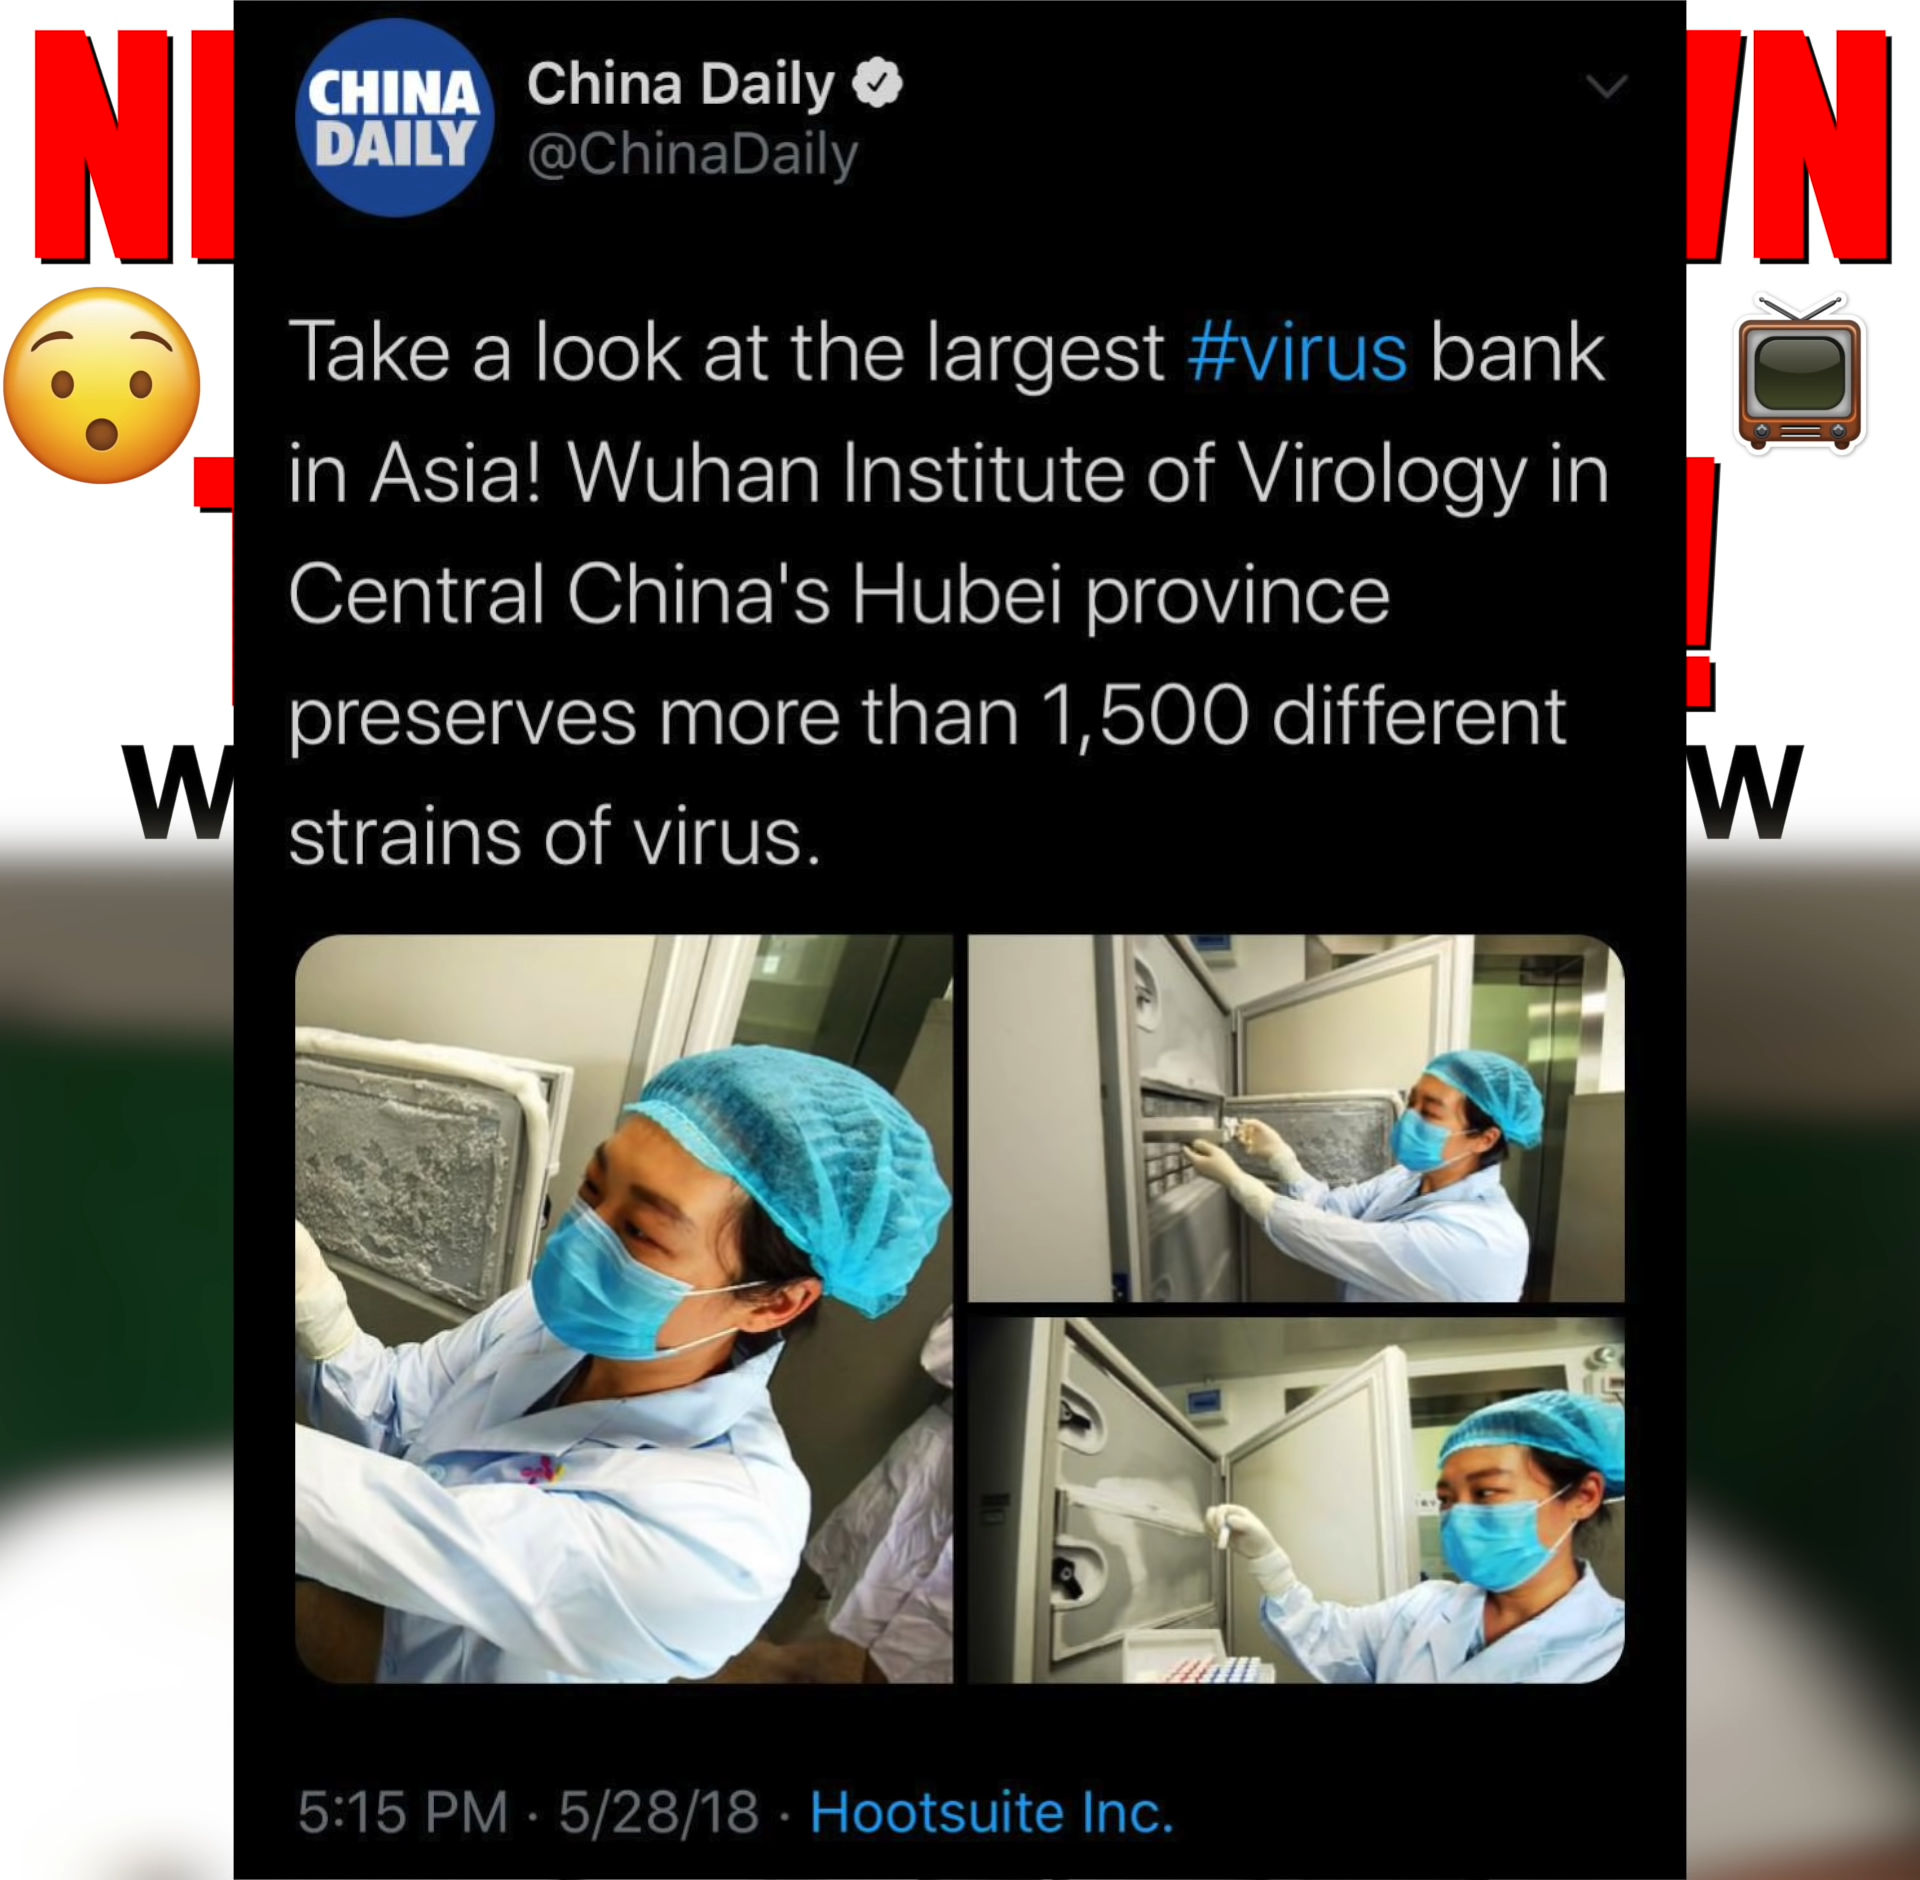 CHINA
DAILY
China Daily
@ChinaDaily
Take a look at the largest #virus bank
in Asia! Wuhan Institute of Virology in
Central China's Hubei province
preserves more than 1,500 different
strains of virus.
5:15 PM · 5/28/18 · Hootsuite Inc.